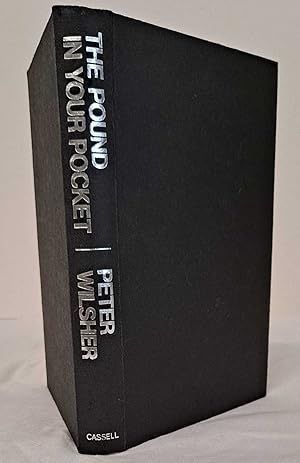 THE POUND
IN YOUR POCKET
PETER
WILSHER
CASSELL